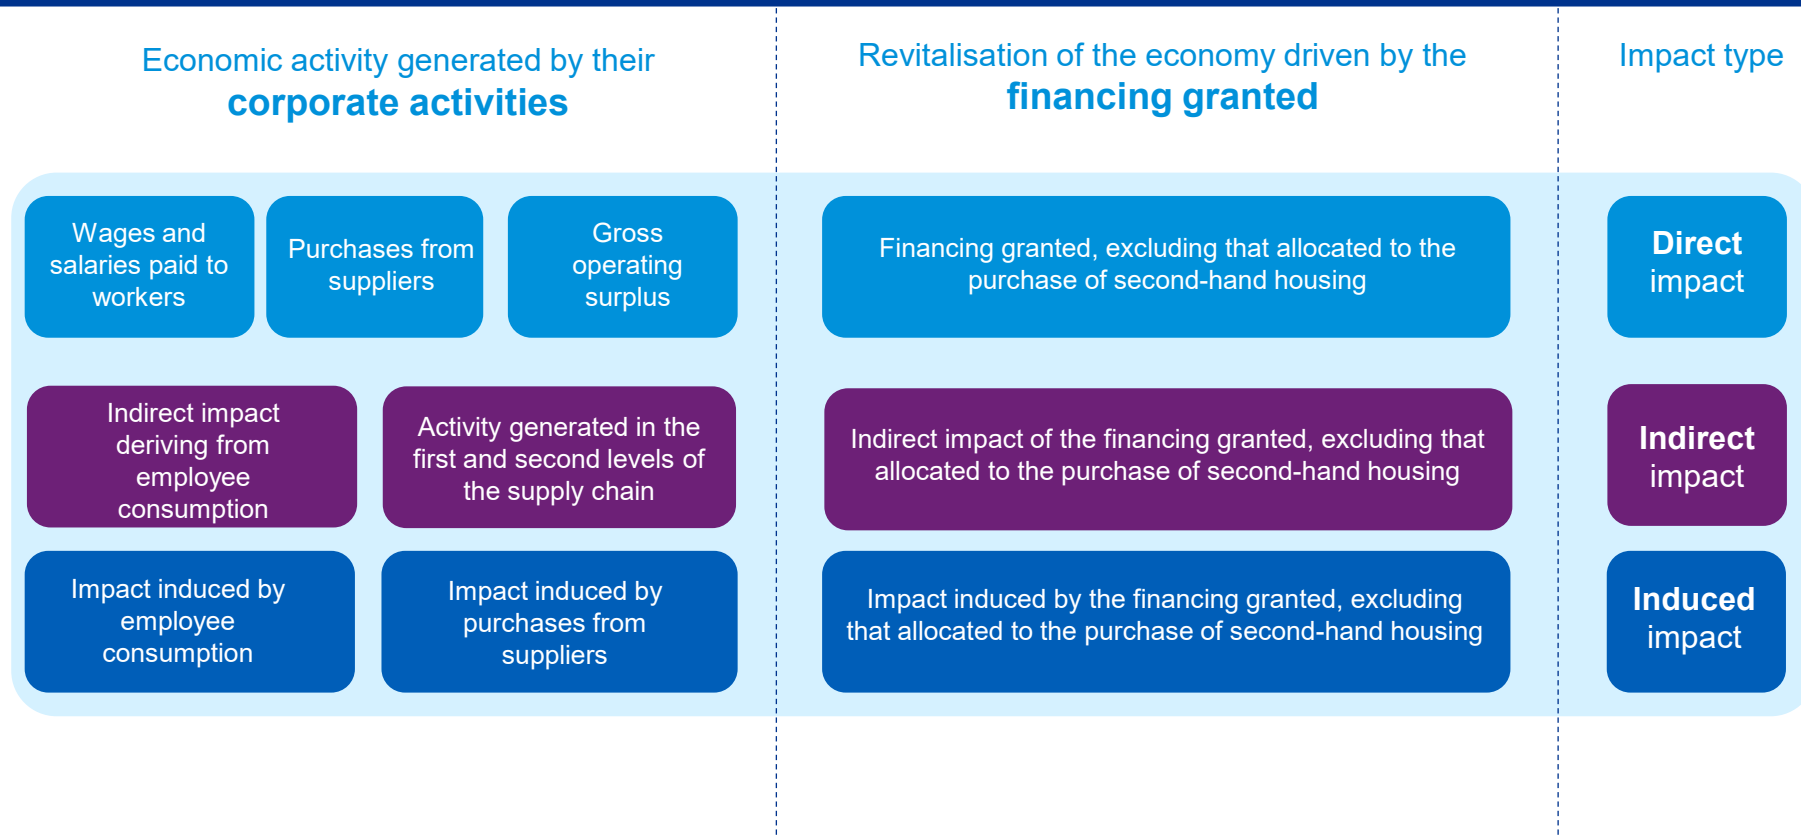 Economic activity generated by their
corporate activities
Revitalisation of the economy driven by the
financing granted
Impact type
Wages and
salaries paid to
workers
Purchases from
suppliers
Gross
operating
surplus
Financing granted, excluding that allocated to the
purchase of second-hand housing
Direct
impact
Indirect impact
deriving from
employee
consumption
Activity generated in the
first and second levels of
the supply chain
Indirect impact of the financing granted, excluding that
allocated to the purchase of second-hand housing
Indirect
impact
Impact induced by
employee
consumption
Impact induced by
purchases from
suppliers
Impact induced by the financing granted, excluding
that allocated to the purchase of second-hand housing
Induced
impact